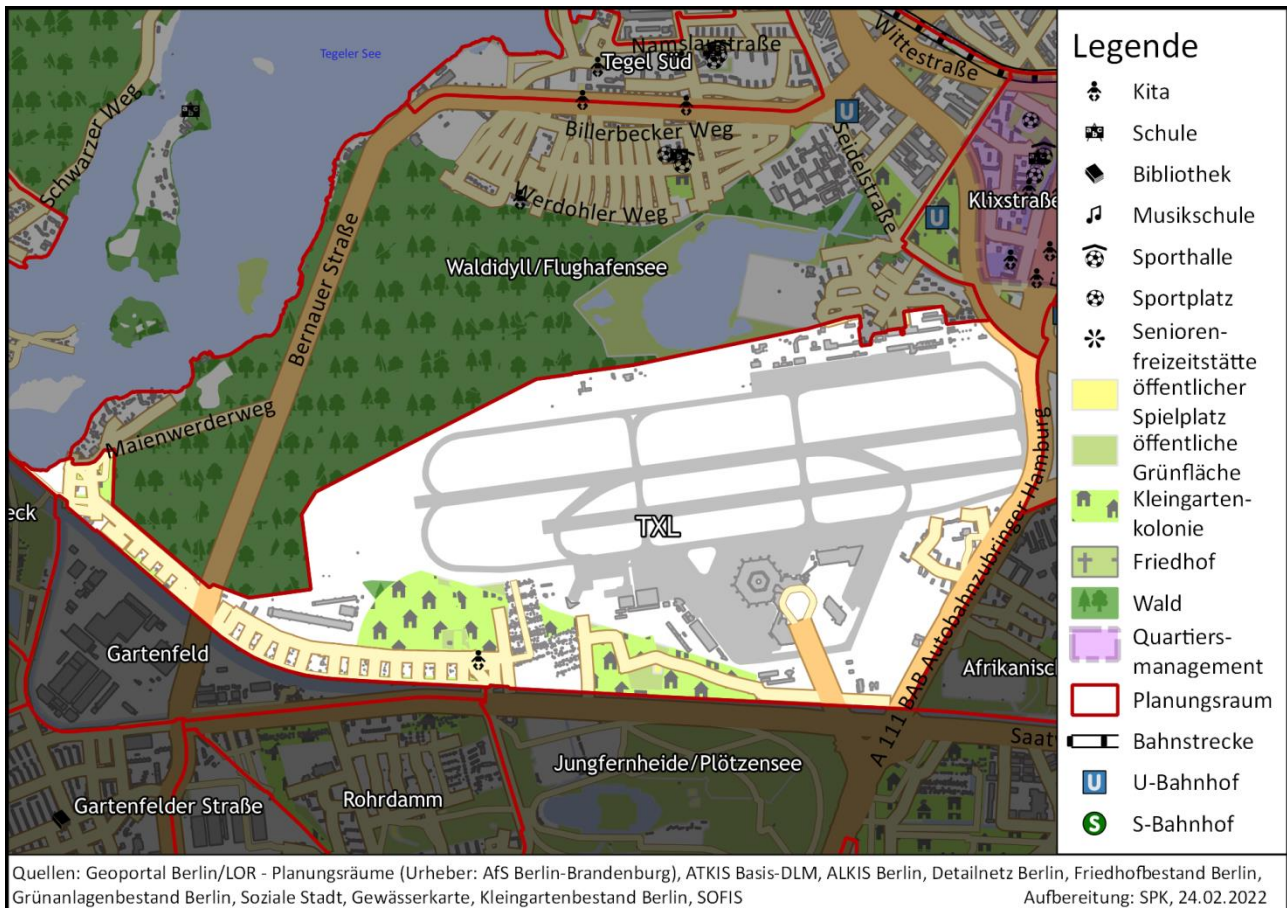 Tegeler See
Namslaustraße
Tegel Süd
Wittestraße
Schwarzer Weg
Billerbecker Weg
Seidelstraße
U
Werdohler Weg
Klixstraße
U
Bernauer Straße
Waldidyll/Flughafensee
Maienwerderweg
TXL
A 111 BAB Autobahnzubringer Hamburg
eck
Gartenfeld
Afrikanisc
Jungfernheide/Plötzensee
Saatw
Gartenfelder Straße
Rohrdamm
Legende
Kita
Schule
Bibliothek
Musikschule
Sporthalle
Sportplatz
Senioren-
freizeitstätte
öffentlicher
Spielplatz
öffentliche
Grünfläche
Kleingarten-
kolonie
Friedhof
Wald
Quartiers-
management
Planungsraum
Bahnstrecke
U U-Bahnhof
S S-Bahnhof
Quellen: Geoportal Berlin/LOR - Planungsräume (Urheber: AfS Berlin-Brandenburg), ATKIS Basis-DLM, ALKIS Berlin, Detailnetz Berlin, Friedhofbestand Berlin,
Grünanlagenbestand Berlin, Soziale Stadt, Gewässerkarte, Kleingartenbestand Berlin, SOFIS Aufbereitung: SPK, 24.02.2022